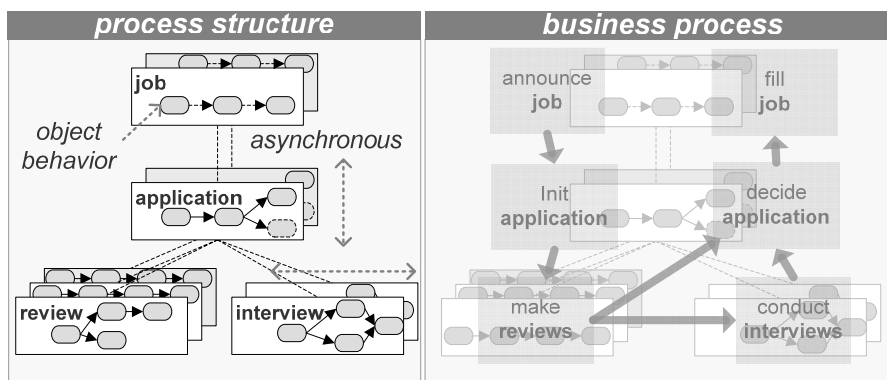 process structure
job
object
behavior
asynchronous
application
review
interview
business process
announce
job
fill
job
Init
application
decide
application
make
reviews
conduct
interviews